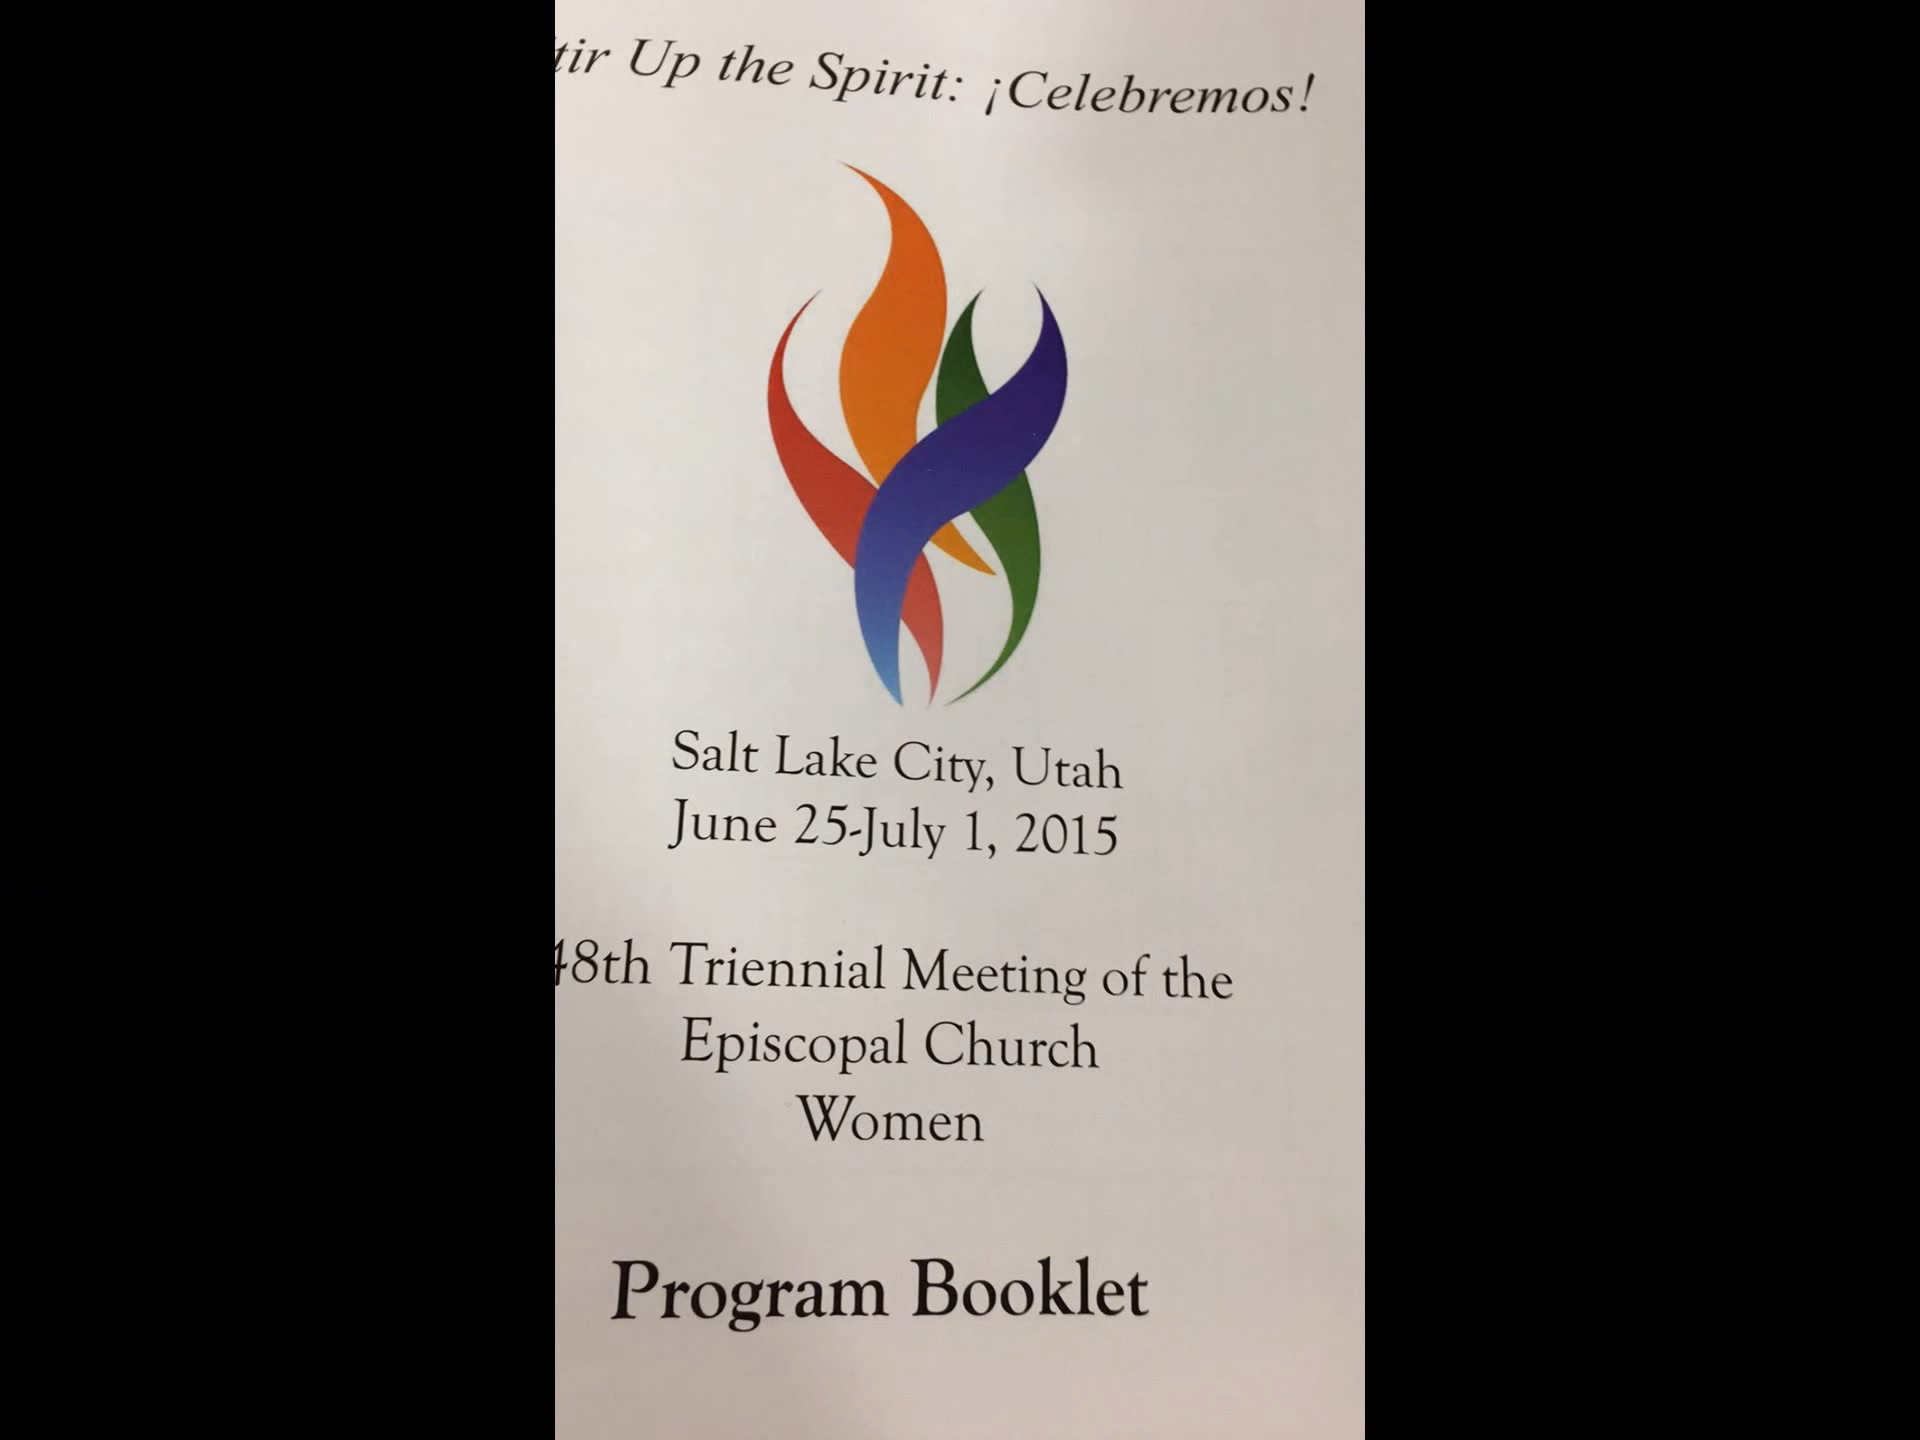 tir Up the Spirit: ¡Celebremos!
Salt Lake City, Utah
June 25-July 1, 2015
48th Triennial Meeting of the
Episcopal Church
Women
Program Booklet